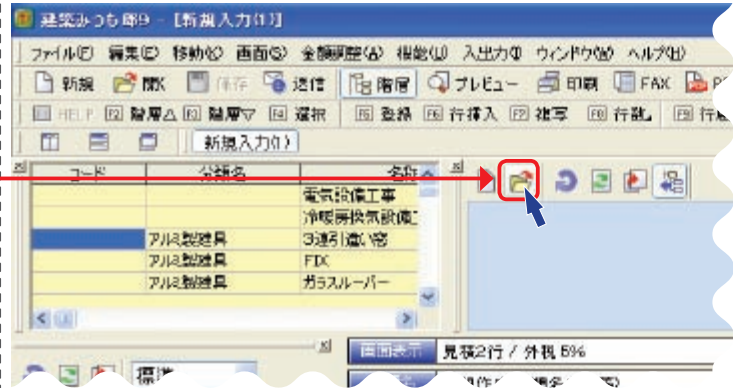 建築みつも郎9 - [新規入力(1)]
ファイル(F) 編集(E) 移動(K) 画面(S) 金額調整(A) 機能(U) 入出力(I) ウィンドウ(W) ヘルプ(H)
新規 開く 保存 送信 階層 プレビュー 印刷 FAX
HELP F2 階層△ F3 階層▽ F4 選択 F5 登録 F6 行挿入 F7 複写 F8 行削 F9
新規入力(1)
コード 分類名 名称
電気設備工事
冷暖房換気設備
アルミ製建具 3連引違い窓
アルミ製建具 FIX
アルミ製建具 ガラスルーバー
標準
画面表示 見積2行 / 外税 5%